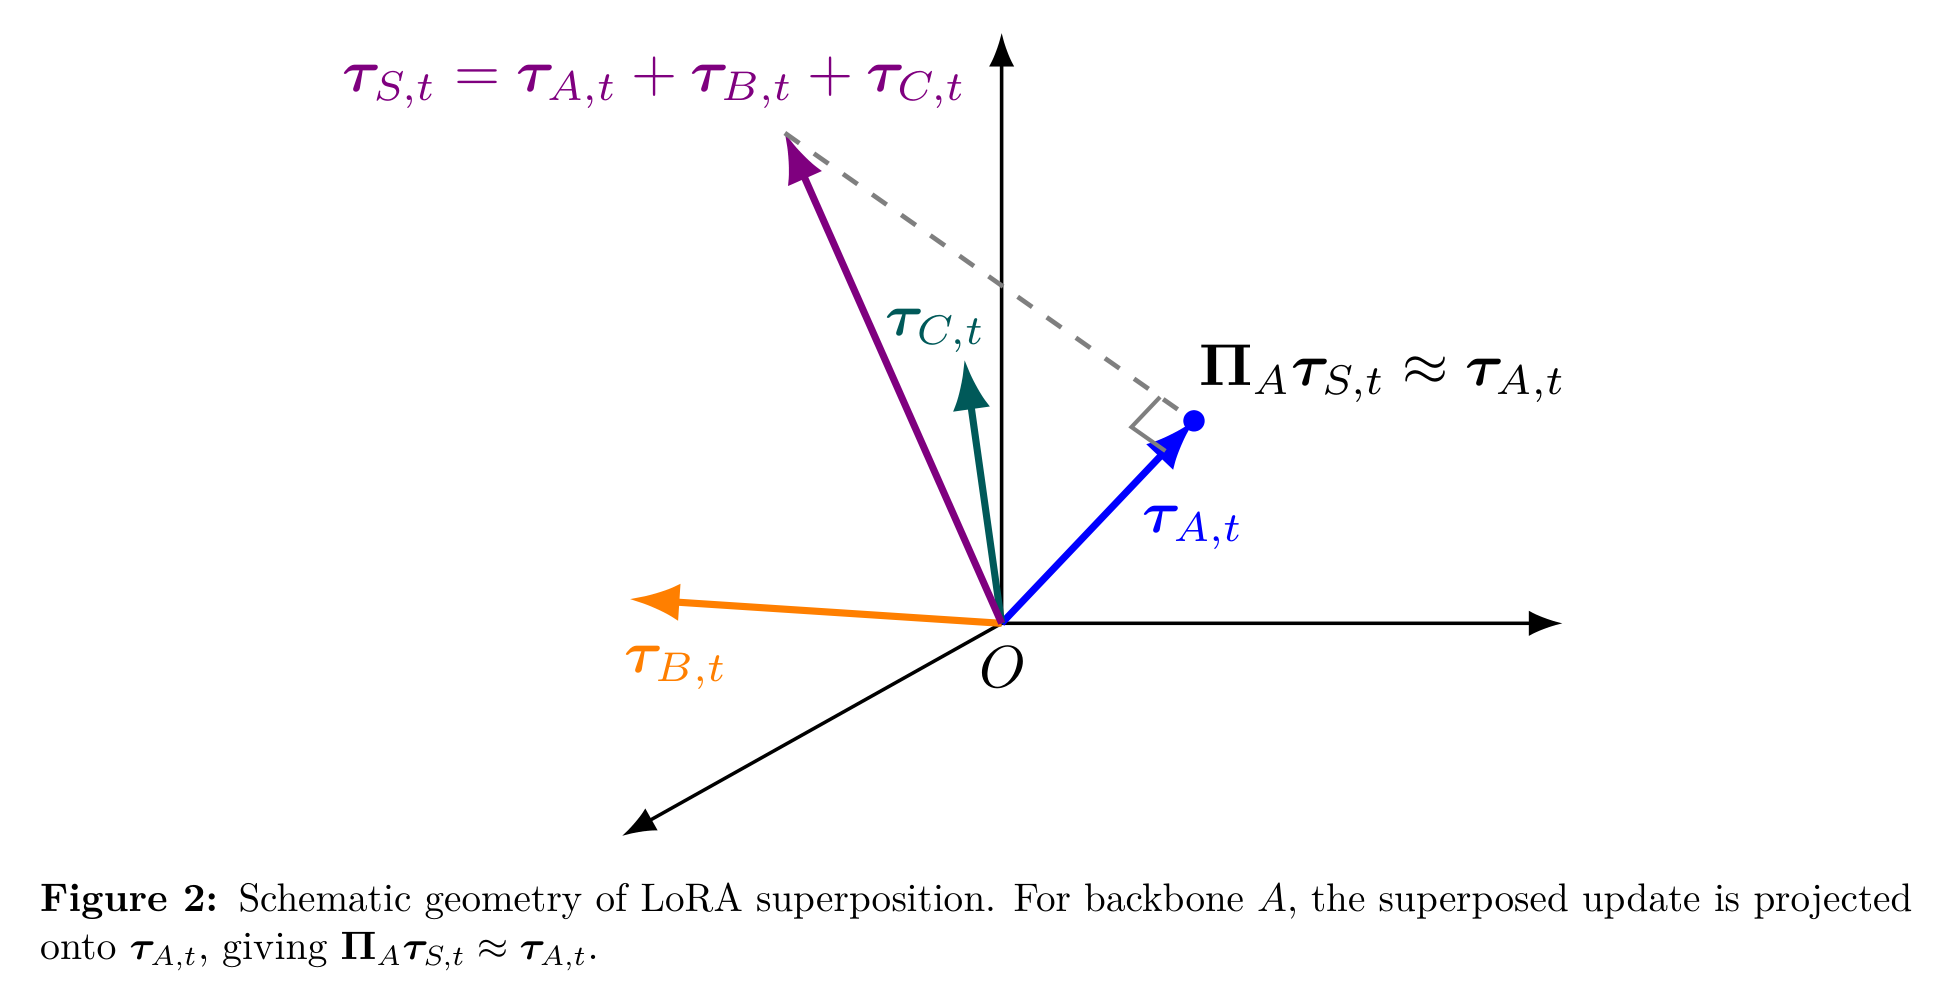 τ_{S,t} = τ_{A,t} + τ_{B,t} + τ_{C,t}
τ_{C,t}
Π_A τ_{S,t} ≈ τ_{A,t}
τ_{A,t}
τ_{B,t}
O
Figure 2: Schematic geometry of LoRA superposition. For backbone A, the superposed update is projected
onto τ_{A,t}, giving Π_A τ_{S,t} ≈ τ_{A,t}.